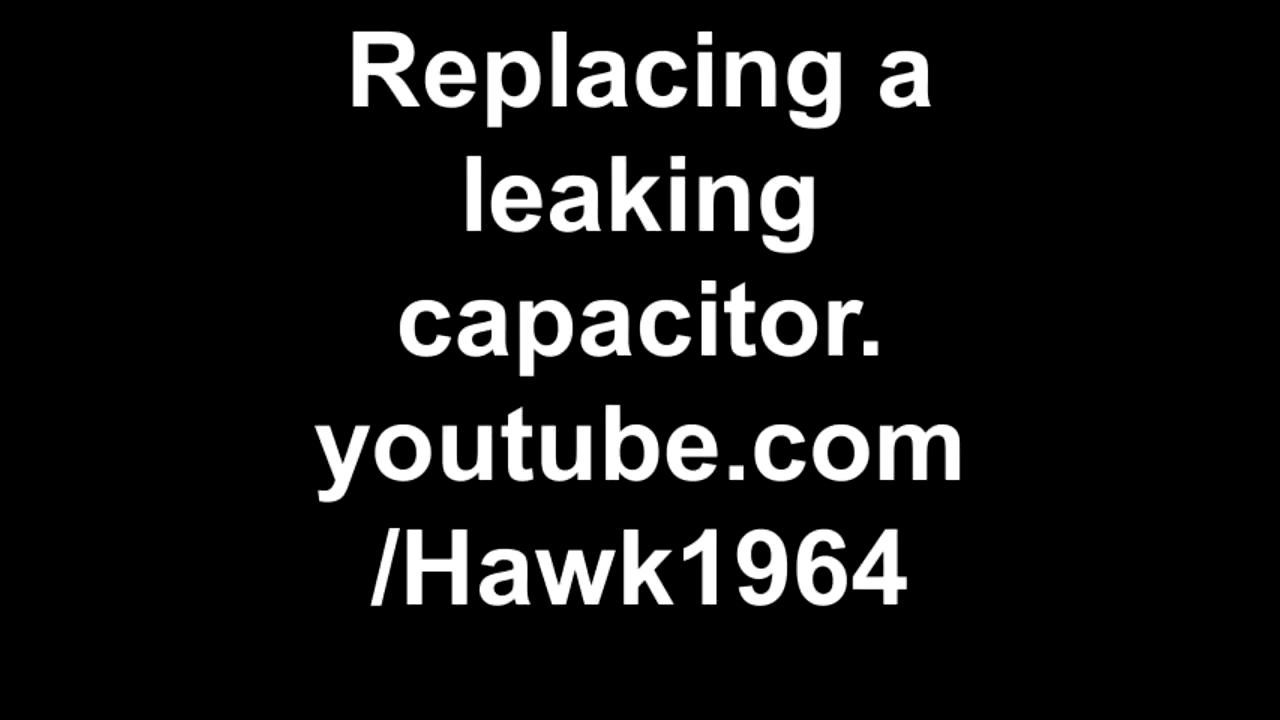 Replacing a
leaking
capacitor.
youtube.com
/Hawk1964